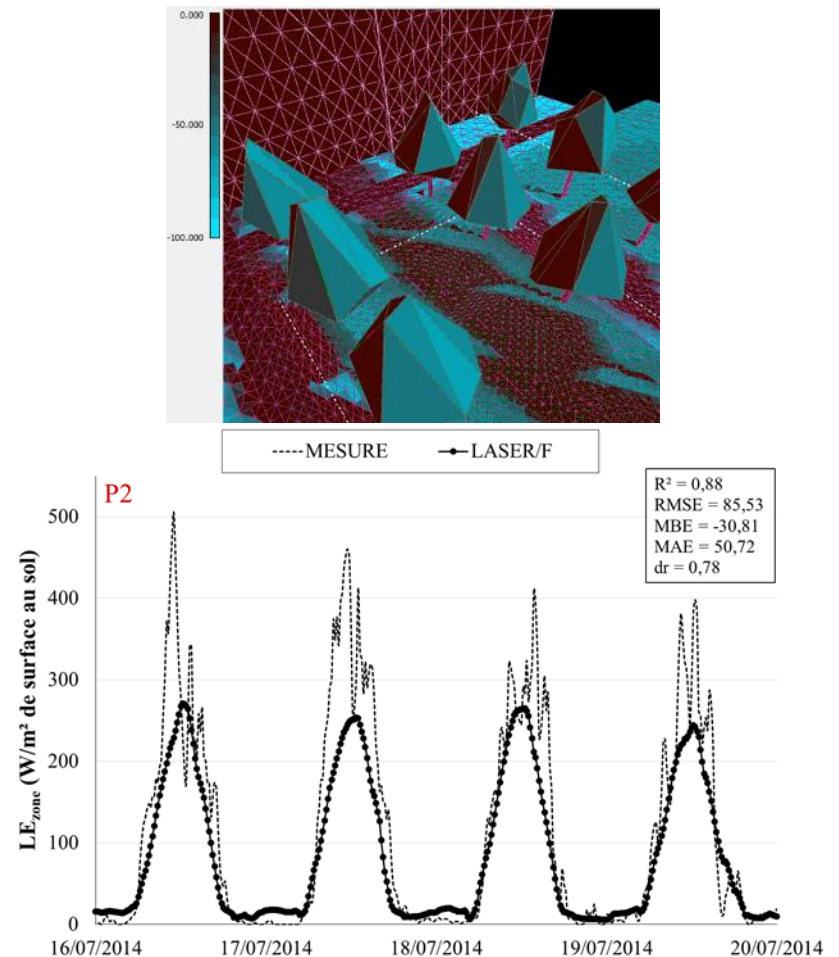 0.000
-50.000
-100.000
MESURE LASER/F
P2
R² = 0,88
RMSE = 85,53
MBE = -30,81
MAE = 50,72
dr = 0,78
LEzone (W/m² de surface au sol)
500
400
300
200
100
0
16/07/2014 17/07/2014 18/07/2014 19/07/2014 20/07/2014